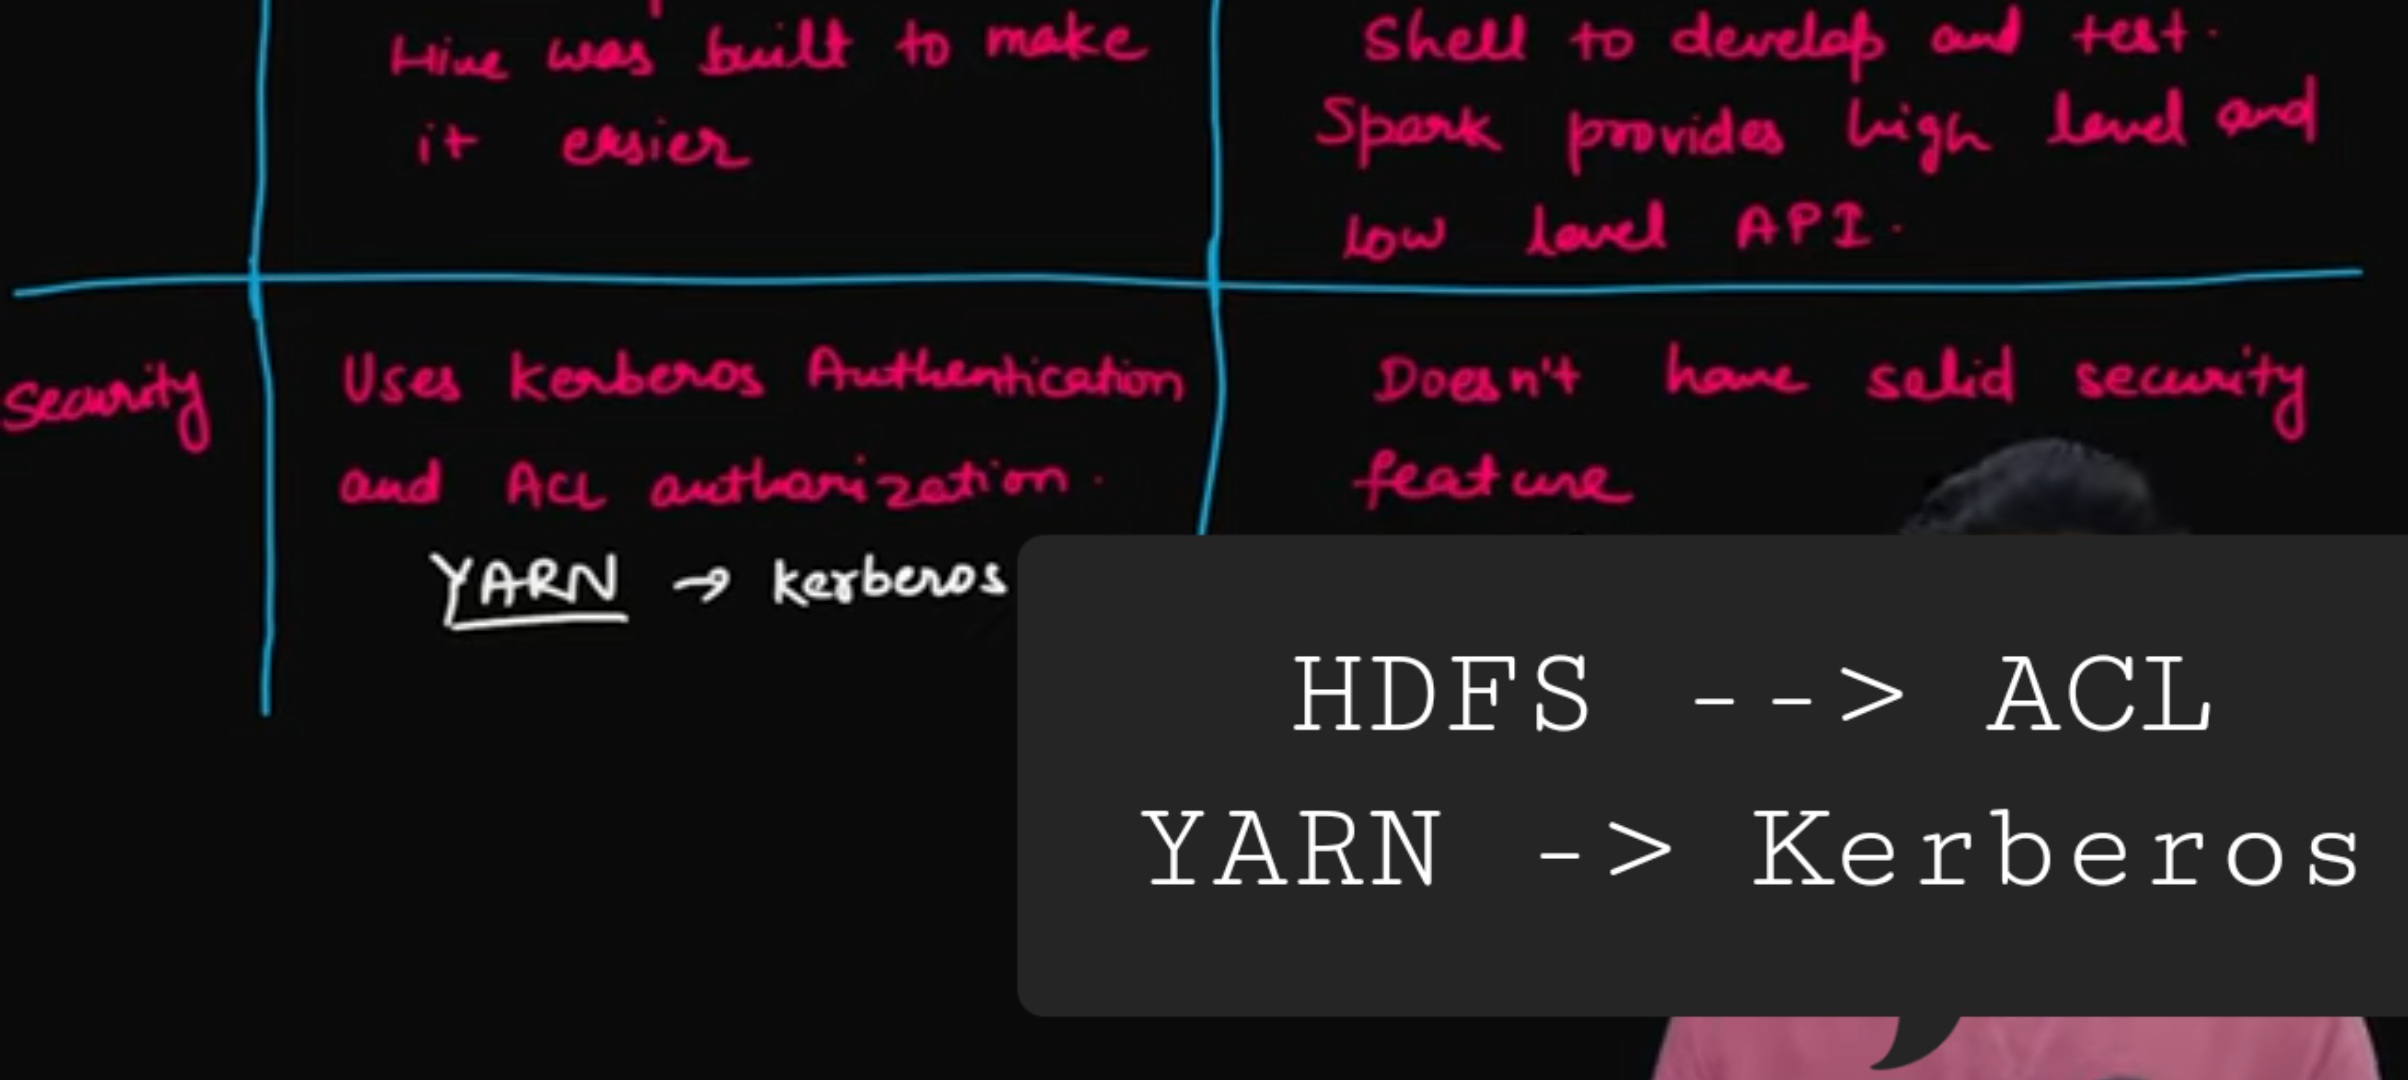 Hive was built to make
it easier
Shell to develop and test.
Spark provides high level and
low level API.
Security
Uses kerberos Authentication
and ACL authorization.
YARN → kerberos
Doesn't have solid security
feature
HDFS --> ACL
YARN -> Kerberos